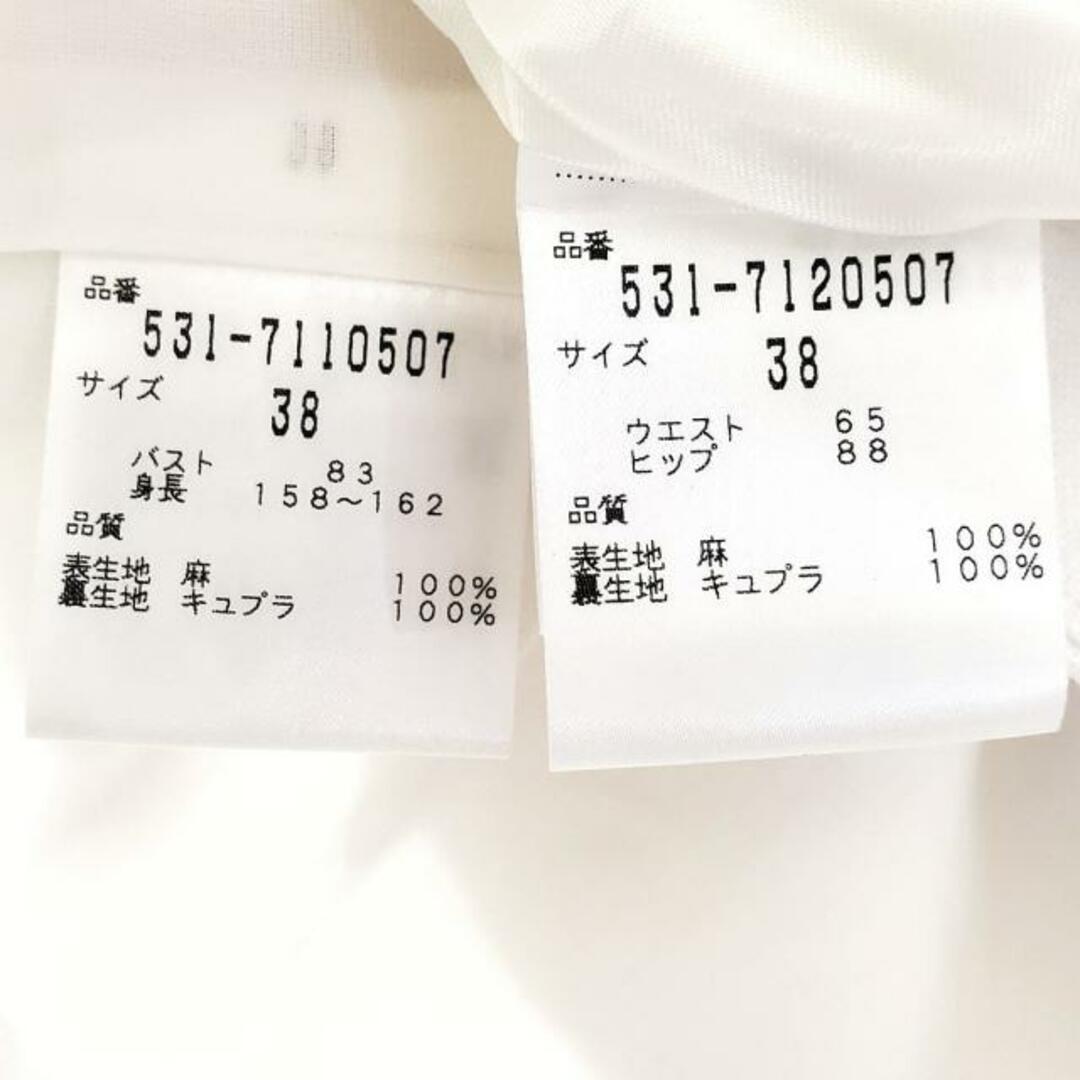 品番
531-7110507
サイズ
38
バスト 83
身長 158～162
品質
表生地 麻 100%
裏生地 キュプラ 100%
品番
531-7120507
サイズ
38
ウエスト 65
ヒップ 88
品質
表生地 麻 100%
裏生地 キュプラ 100%